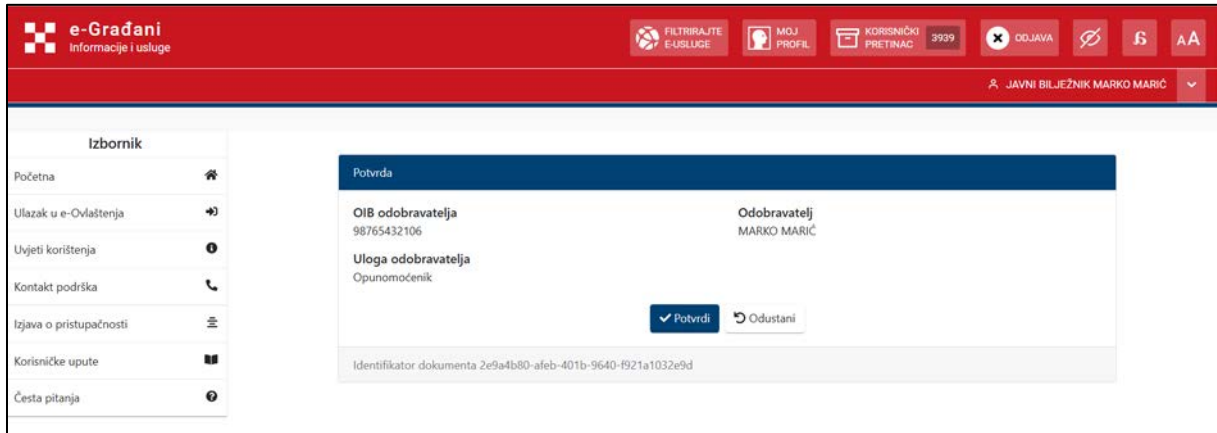 e-Građani
Informacije i usluge
FILTRIRAJTE
E-USLUGE
MOJ
PROFIL
KORISNIČKI
PRETINAC
3939
ODJAVA
AA
JAVNI BILJEŽNIK MARKO MARIĆ
Izbornik
Početna
Ulazak u e-Ovlaštenja
Uvjeti korištenja
Kontakt podrška
Izjava o pristupačnosti
Korisničke upute
Česta pitanja
Potvrda
OIB odobravatelja
98765432106
Odobravatelj
MARKO MARIĆ
Uloga odobravatelja
Opunomoćenik
Potvrdi
Odustani
Identifikator dokumenta 2e9a4b80-afeb-401b-9640-f921a1032e9d